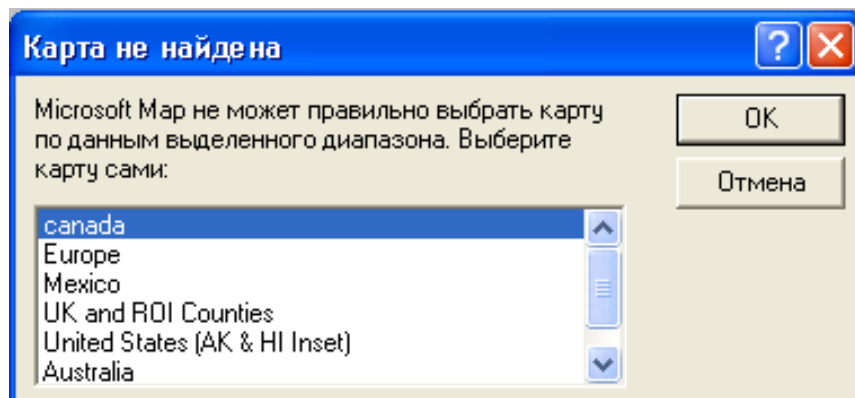 Карта не найдена
Microsoft Map не может правильно выбрать карту
по данным выделенного диапазона. Выберите
карту сами:
OK
Отмена
canada
Europe
Mexico
UK and ROI Counties
United States (AK & HI Inset)
Australia